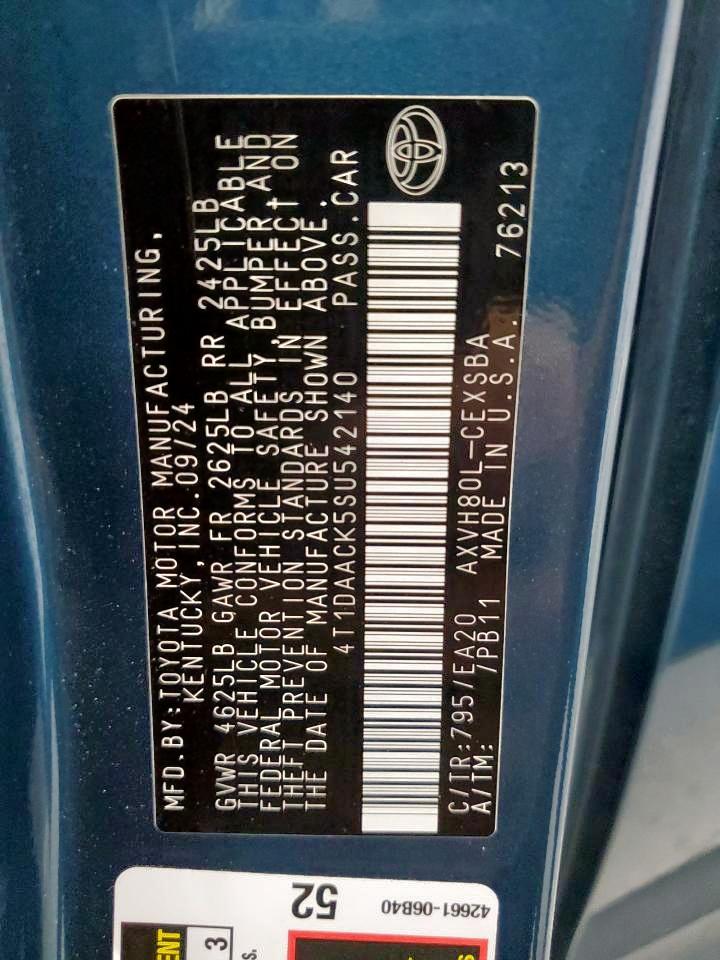 MFD.BY:TOYOTA MOTOR MANUFACTURING,
KENTUCKY,INC.09/24
GVWR 4625LB GAWR FR 2625LB RR 2425LB
THIS VEHICLE CONFORMS TO ALL APPLICABLE
FEDERAL MOTOR VEHICLE SAFETY,BUMPER,AND
THEFT PREVENTION STANDARDS IN EFFECT ON
THE DATE OF MANUFACTURE SHOWN ABOVE.
4T1DAACK5SU542140 PASS.CAR
C/TR:795/EA20 AXVH80L-CEXSBA
A/TM: /PB11 MADE IN U.S.A. 76213
52
42661-06B40
ENT
3
s.
s